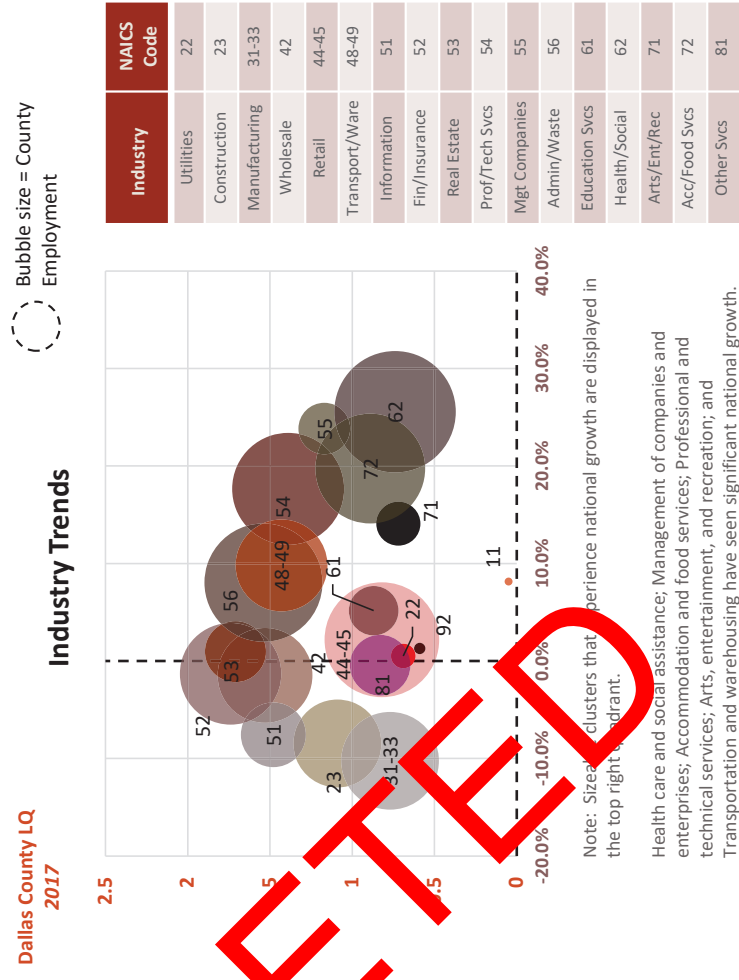 Dallas County LQ
2017
Industry Trends
Bubble size = County
Employment
2.5
2
1
0
52
53
56
48-49
54
55
51
42
61
62
72
44-45
22
71
81
92
11
23
31-33
-20.0%
-10.0%
0.0%
10.0%
20.0%
30.0%
40.0%
Industry NAICS Code
Utilities 22
Construction 23
Manufacturing 31-33
Wholesale 42
Retail 44-45
Transport/Ware 48-49
Information 51
Fin/Insurance 52
Real Estate 53
Prof/Tech Svcs 54
Mgt Companies 55
Admin/Waste 56
Education Svcs 61
Health/Social 62
Arts/Ent/Rec 71
Acc/Food Svcs 72
Other Svcs 81
Note: clusters that national growth are displayed in
the top right
Health care and social assistance; Management of companies and
enterprises; Accommodation and food services; Professional and
technical services; Arts, entertainment, and recreation; and
Transportation and warehousing have seen significant national growth.
ETED